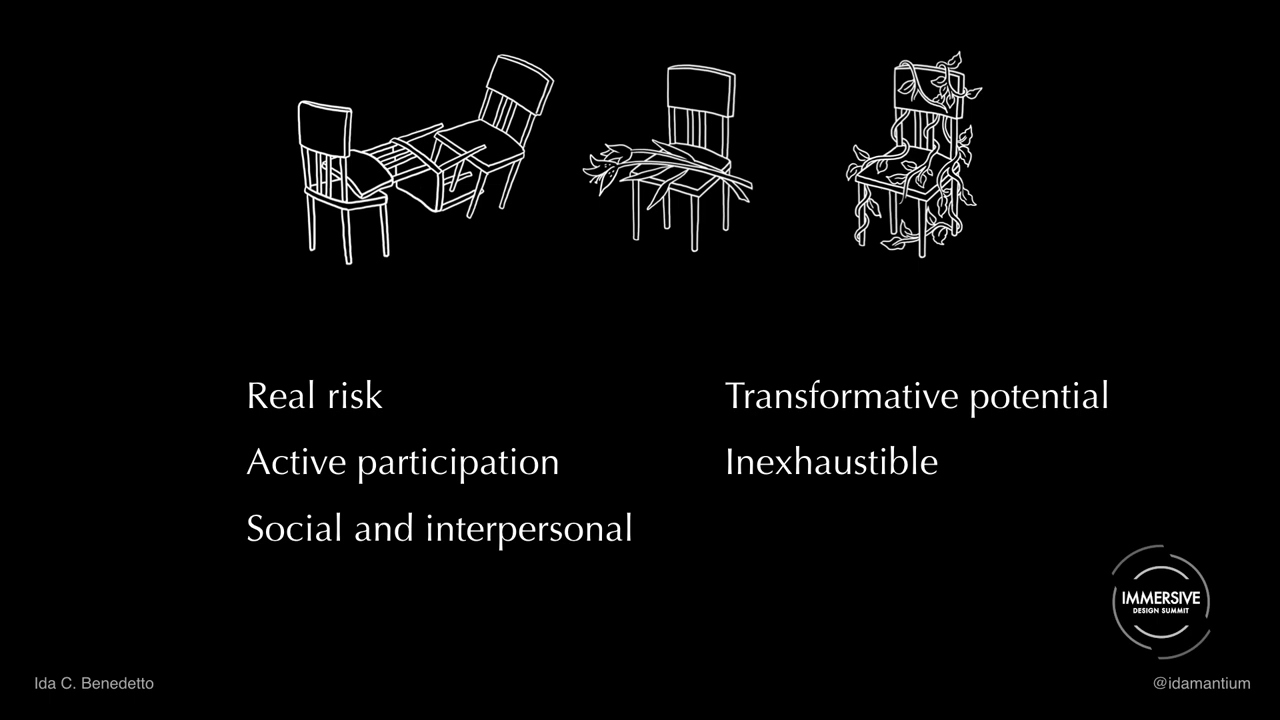 Real risk
Active participation
Social and interpersonal
Transformative potential
Inexhaustible
IMMERSIVE
DESIGN SUMMIT
Ida C. Benedetto
@idamantium